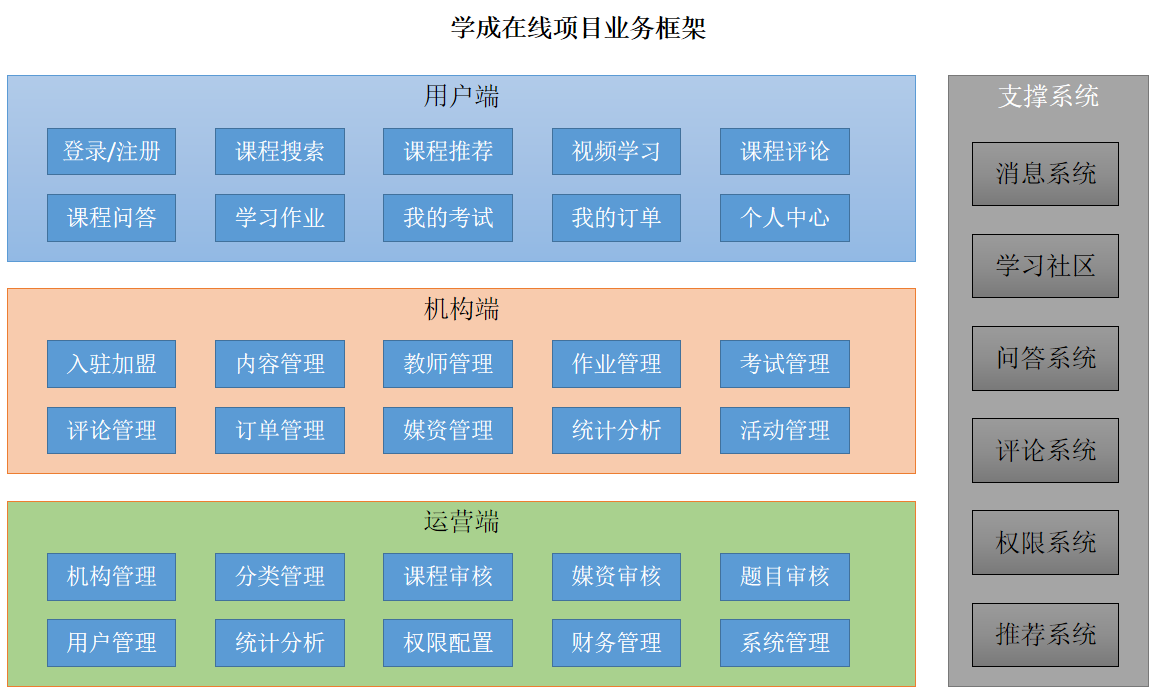 学成在线项目业务框架
用户端
登录/注册 课程搜索 课程推荐 视频学习 课程评论
课程问答 学习作业 我的考试 我的订单 个人中心
机构端
入驻加盟 内容管理 教师管理 作业管理 考试管理
评论管理 订单管理 媒资管理 统计分析 活动管理
运营端
机构管理 分类管理 课程审核 媒资审核 题目审核
用户管理 统计分析 权限配置 财务管理 系统管理
支撑系统
消息系统
学习社区
问答系统
评论系统
权限系统
推荐系统